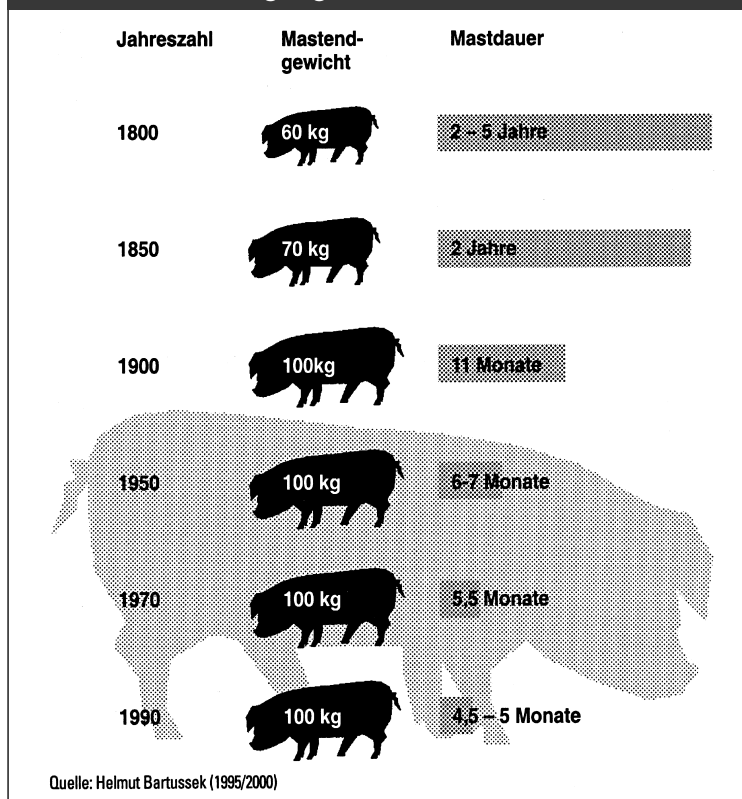 Jahreszahl Mastend- Mastdauer
gewicht
1800 60 kg 2 – 5 Jahre
1850 70 kg 2 Jahre
1900 100kg 11 Monate
1950 100 kg 6-7 Monate
1970 100 kg 5,5 Monate
1990 100 kg 4,5 – 5 Monate
Quelle: Helmut Bartussek (1995/2000)